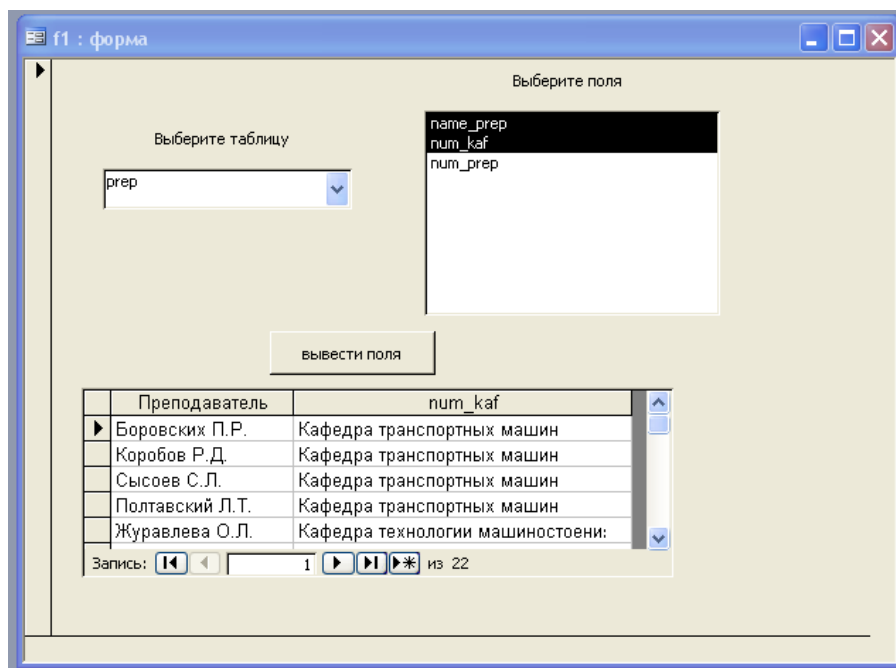 f1 : форма
Выберите поля
Выберите таблицу
name_prep
num_kaf
num_prep
prep
вывести поля
Преподаватель num_kaf
Боровских П.Р. Кафедра транспортных машин
Коробов Р.Д. Кафедра транспортных машин
Сысоев С.Л. Кафедра транспортных машин
Полтавский Л.Т. Кафедра транспортных машин
Журавлева О.Л. Кафедра технологии машиностоени:
Запись: 1 из 22